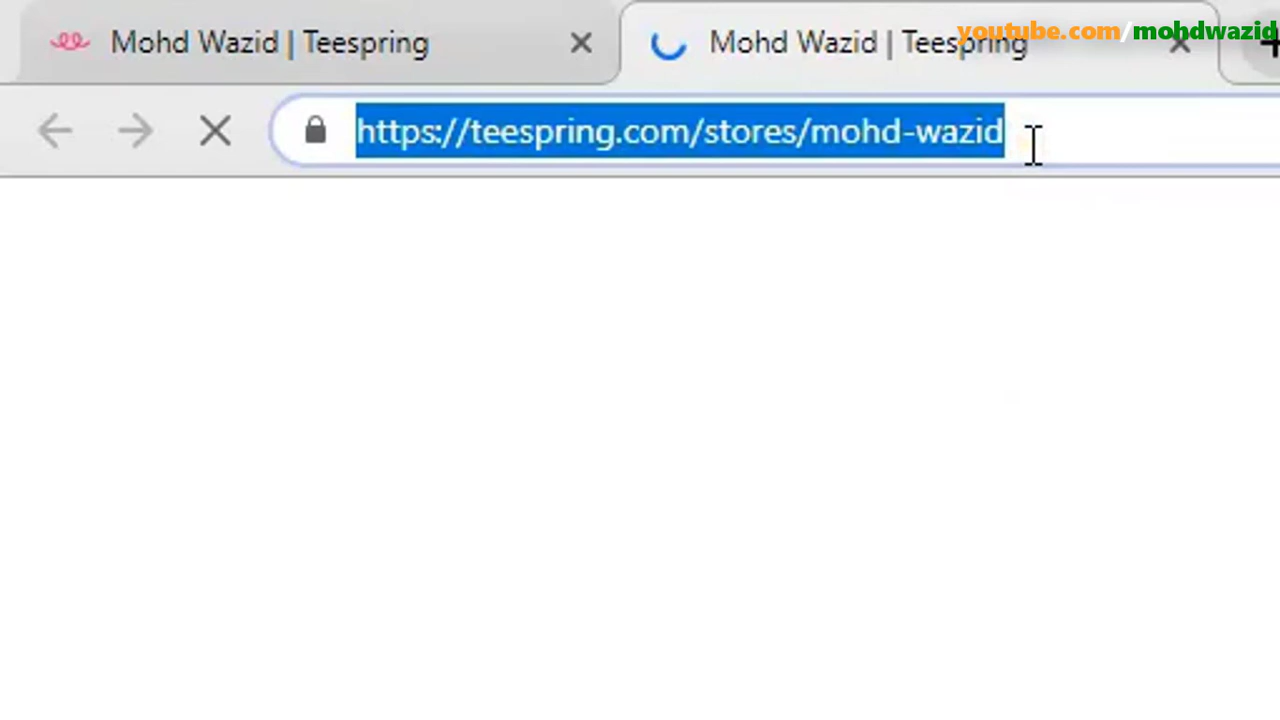 Mohd Wazid | Teespring
Mohd Wazid | Teespring
youtube.com/mohdwazid
https://teespring.com/stores/mohd-wazid